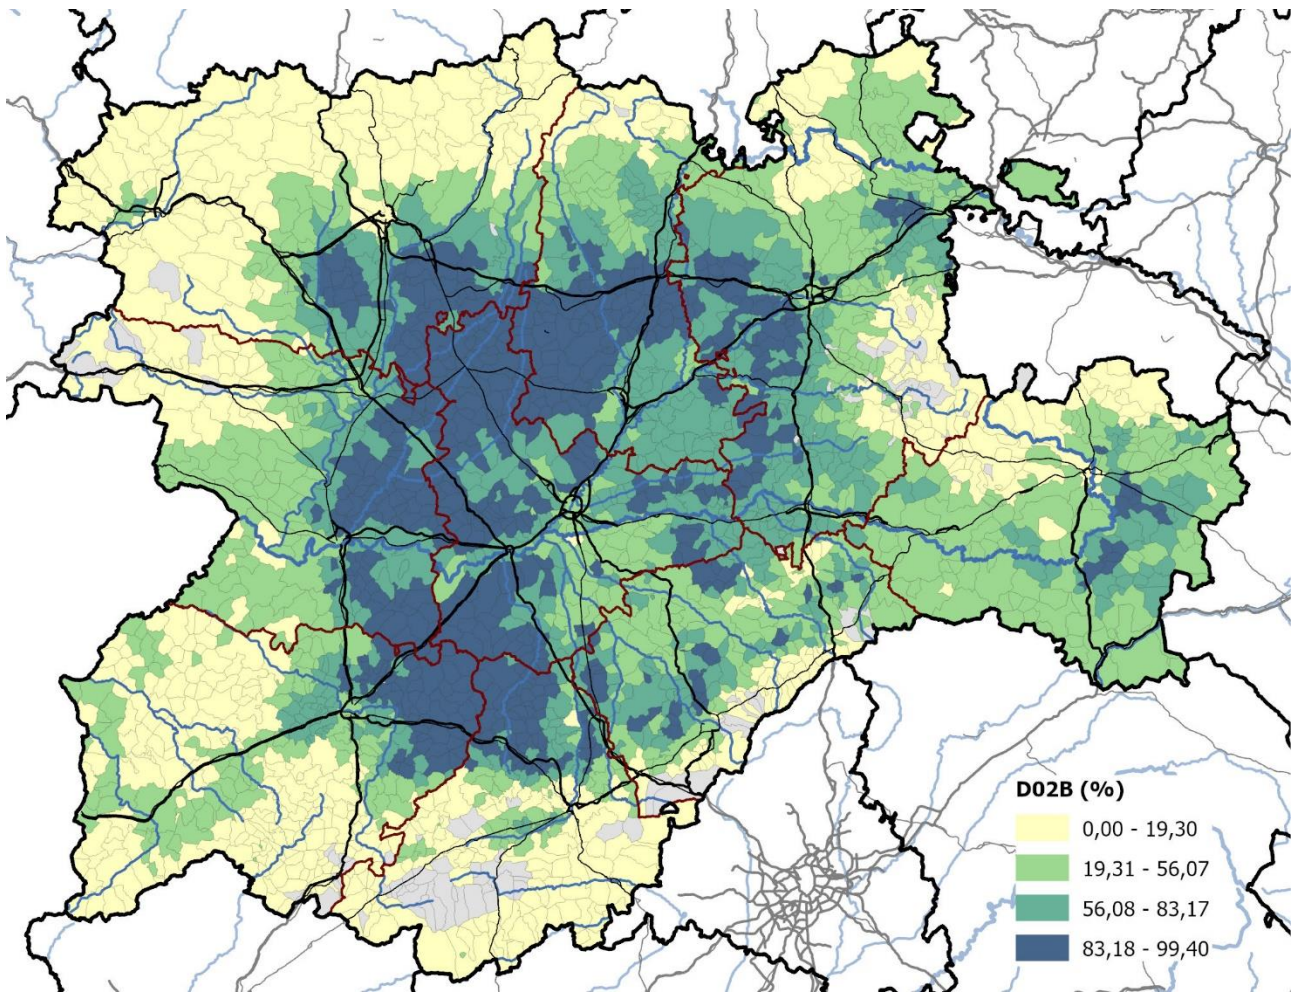 D02B (%)
0,00 - 19,30
19,31 - 56,07
56,08 - 83,17
83,18 - 99,40